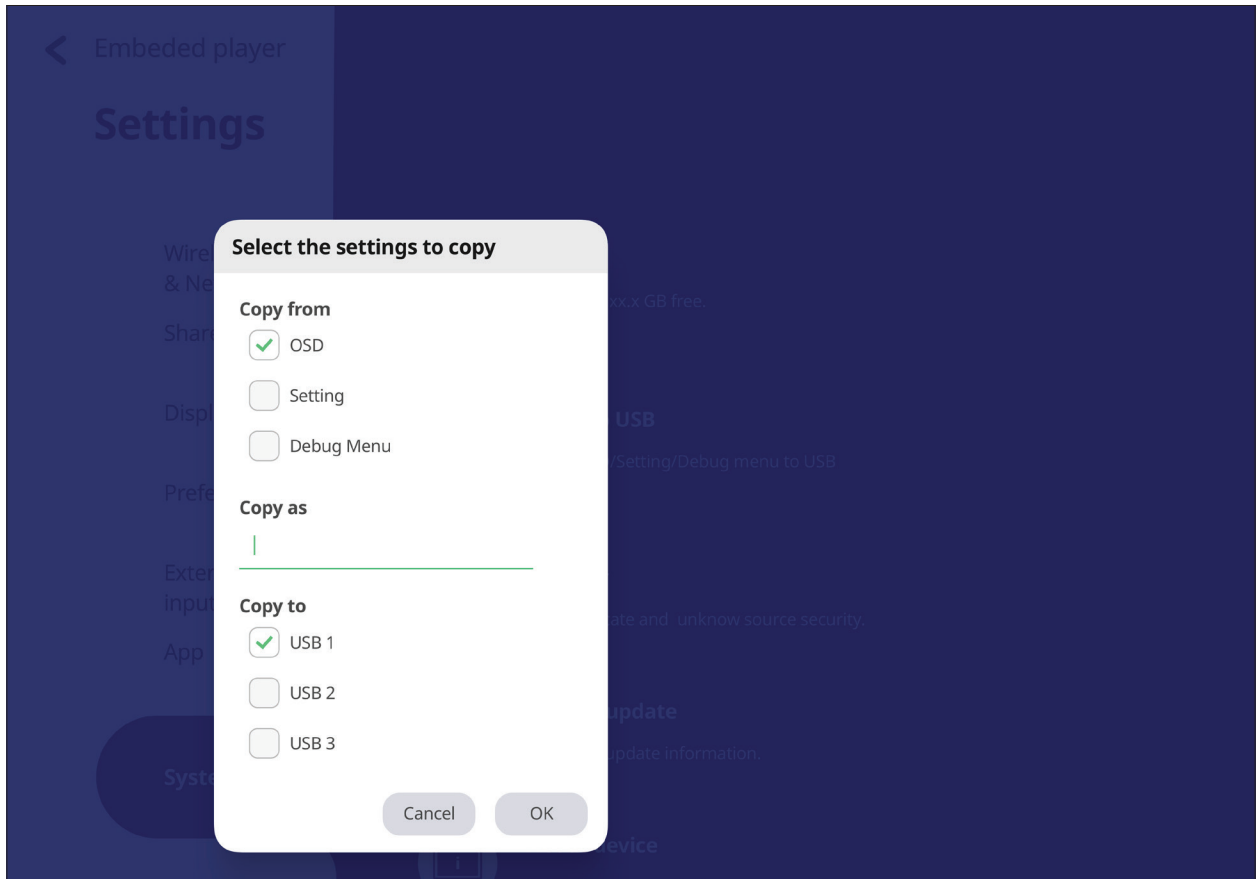 Embeded player
Settings
Select the settings to copy
Copy from
OSD
Setting
Debug Menu
Copy as
Copy to
USB 1
USB 2
USB 3
Cancel
OK
& Ne
App
xx.x GB free.
USB
/Setting/Debug menu to USB
and unknow source security.
update
update information.